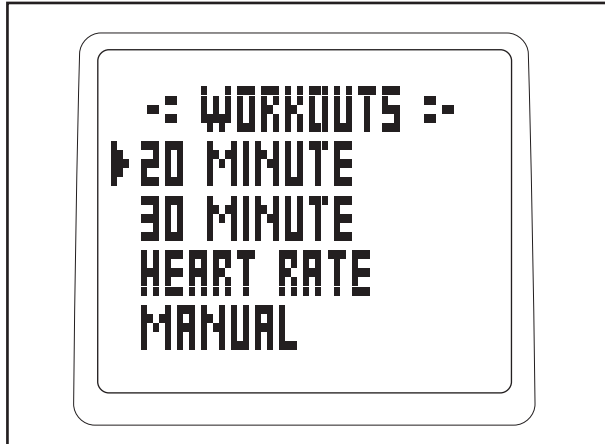 -: WORKOUTS :-
20 MINUTE
30 MINUTE
HEART RATE
MANUAL